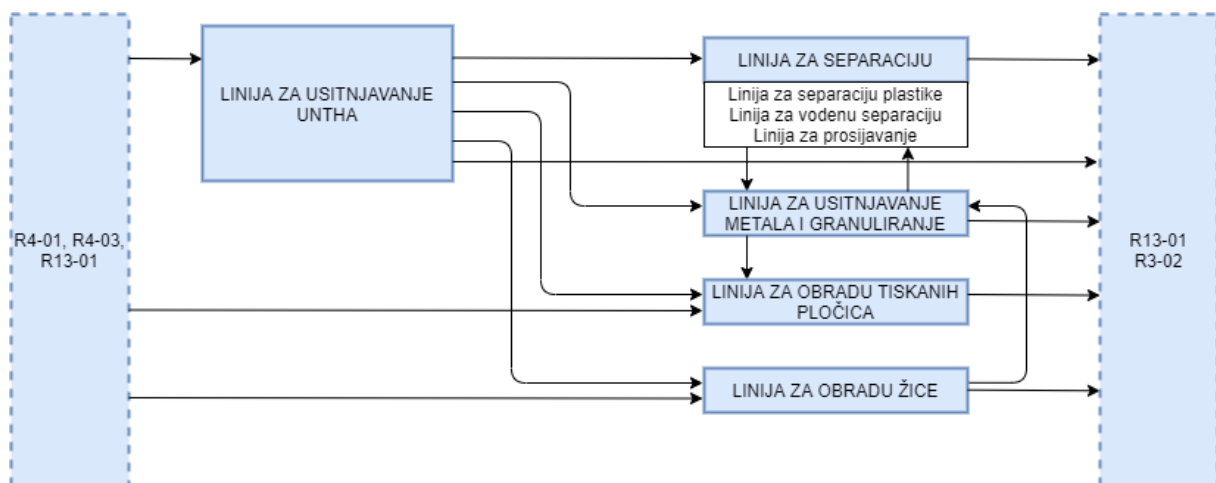 R4-01, R4-03,
R13-01
LINIJA ZA USITNJAVANJE
UNTHA
LINIJA ZA SEPARACIJU
Linija za separaciju plastike
Linija za vodenu separaciju
Linija za prosijavanje
LINIJA ZA USITNJAVANJE
METALA I GRANULIRANJE
LINIJA ZA OBRADU TISKANIH
PLOČICA
LINIJA ZA OBRADU ŽICE
R13-01
R3-02